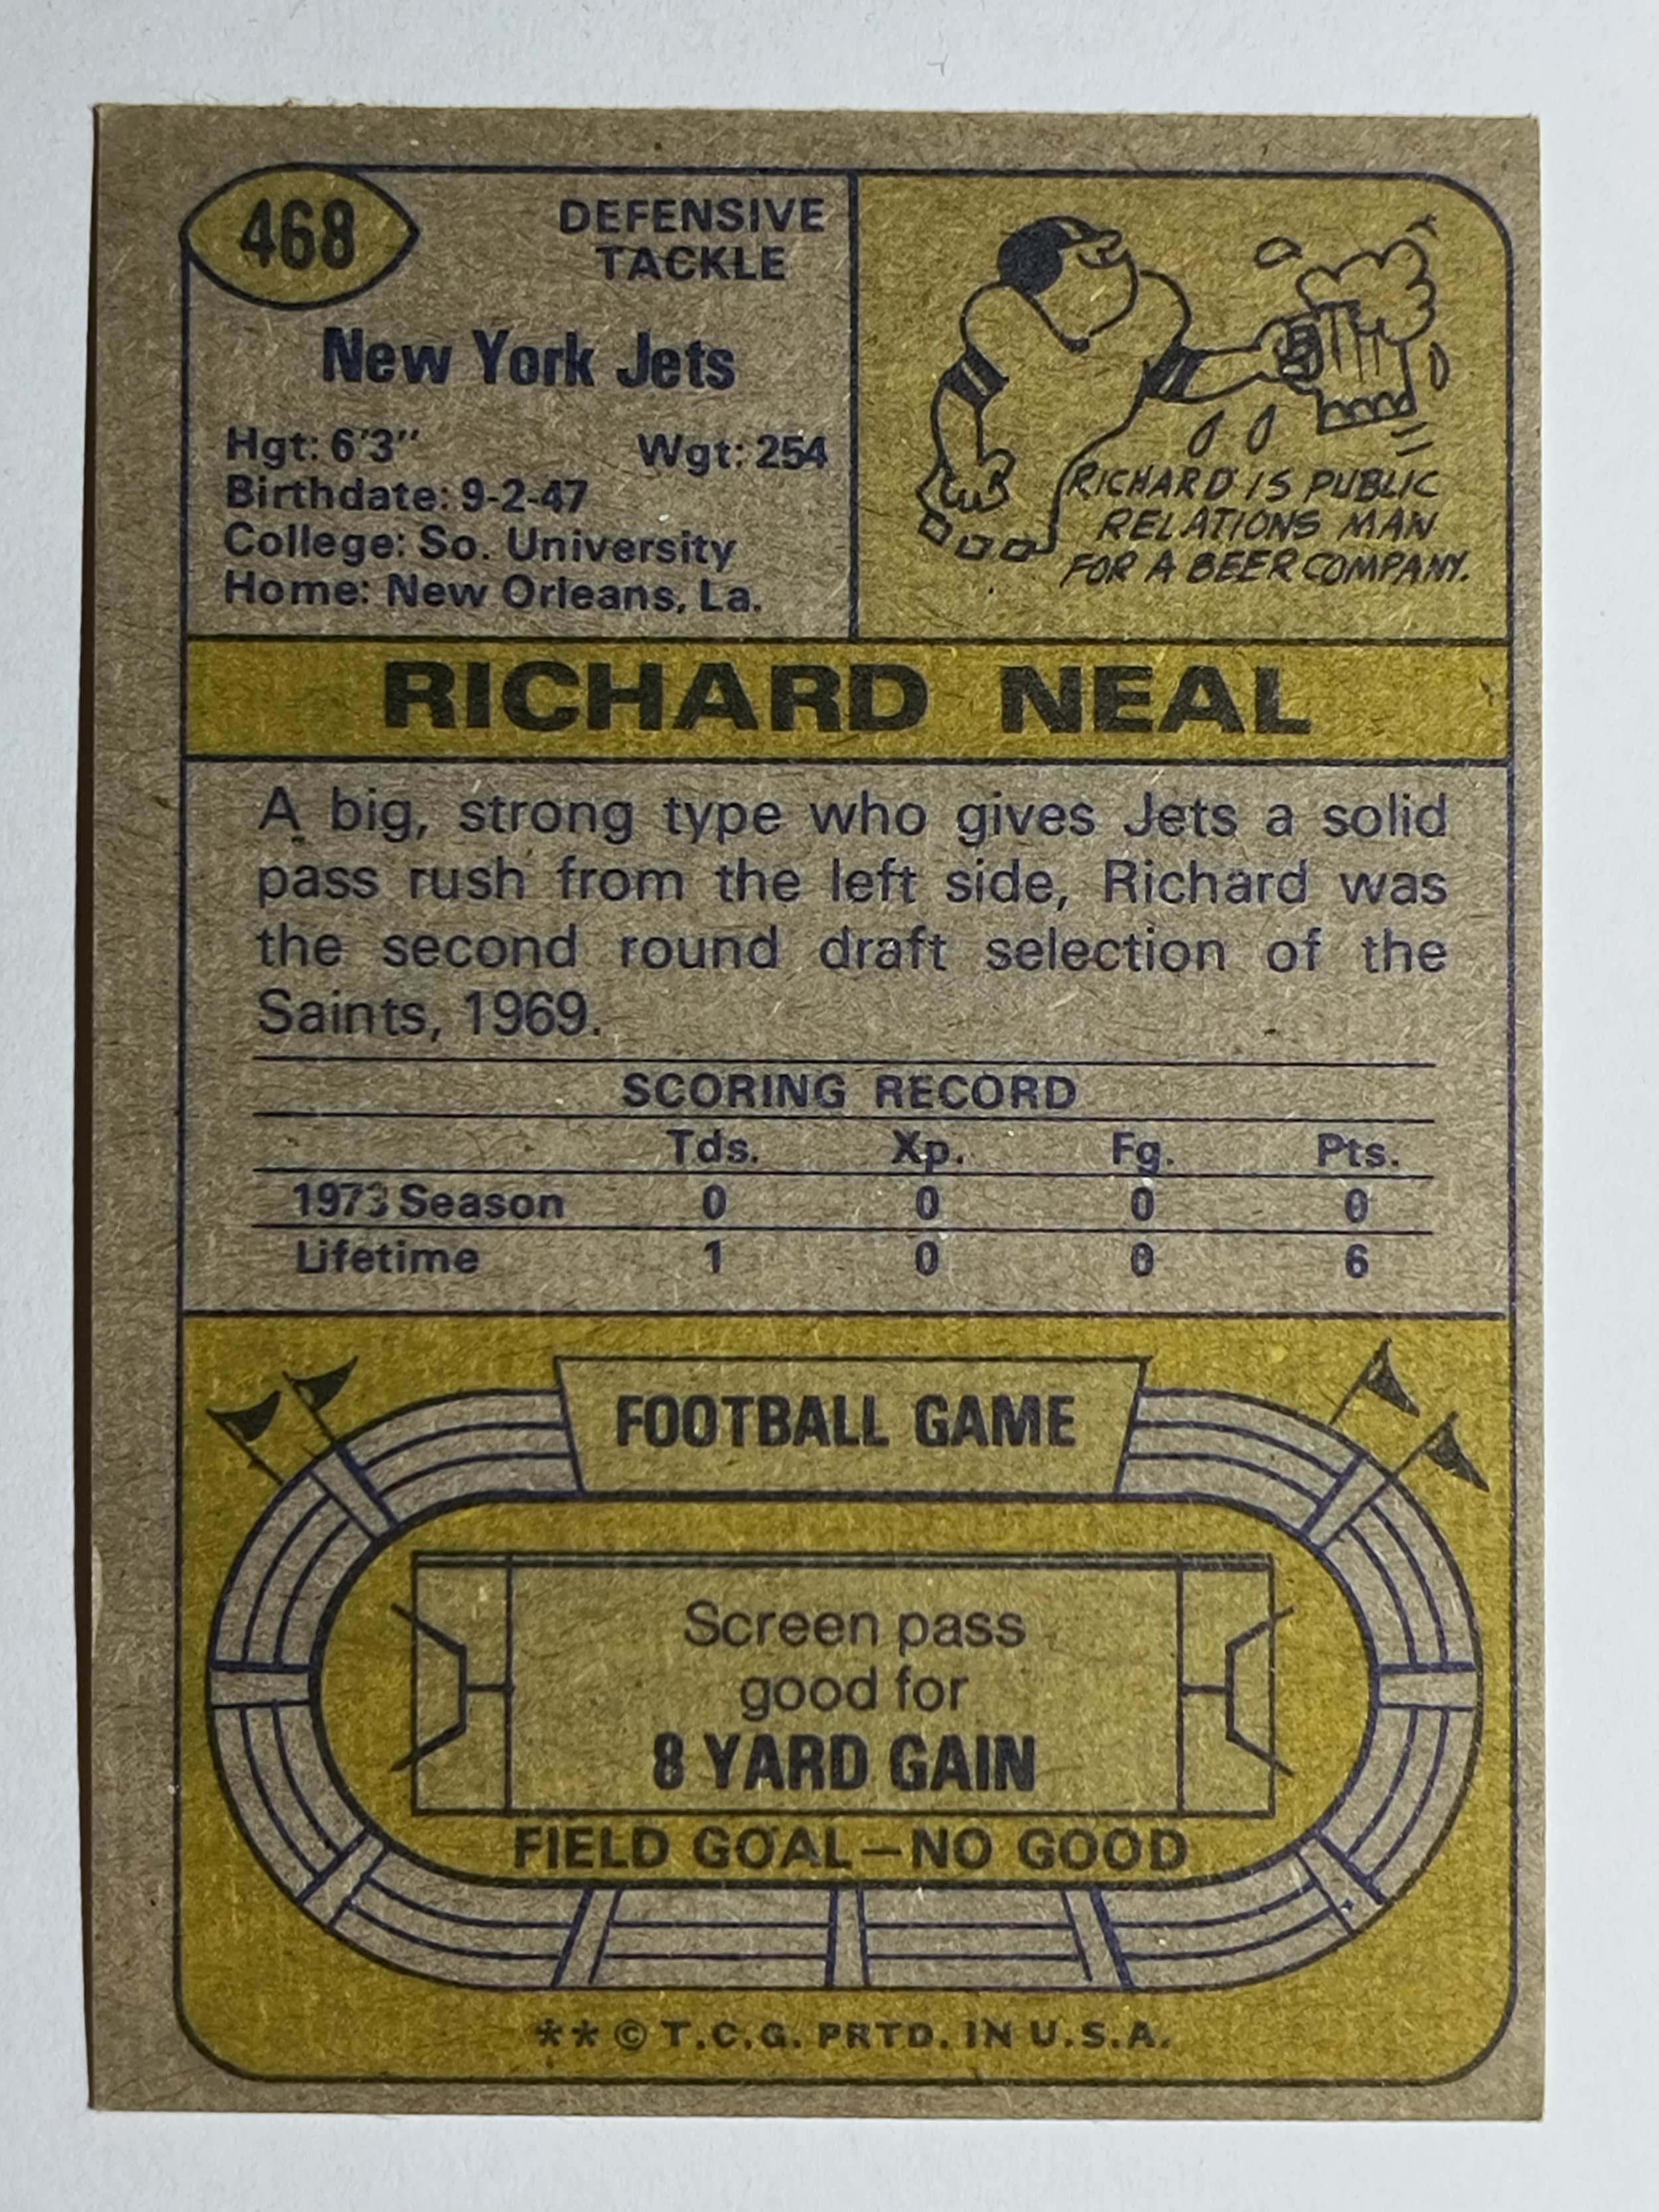 468
DEFENSIVE
TACKLE
New York Jets
Hgt: 6'3" Wgt: 254
Birthdate: 9-2-47
College: So. University
Home: New Orleans, La.
RICHARD IS PUBLIC
RELATIONS MAN
FOR A BEER COMPANY.
RICHARD NEAL
A big, strong type who gives Jets a solid
pass rush from the left side, Richard was
the second round draft selection of the
Saints, 1969.
SCORING RECORD
Tds. Xp. Fg. Pts.
1973 Season 0 0 0 0
Lifetime 1 0 0 6
FOOTBALL GAME
Screen pass
good for
8 YARD GAIN
FIELD GOAL—NO GOOD
** © T.C.G. PRTD. IN U.S.A.